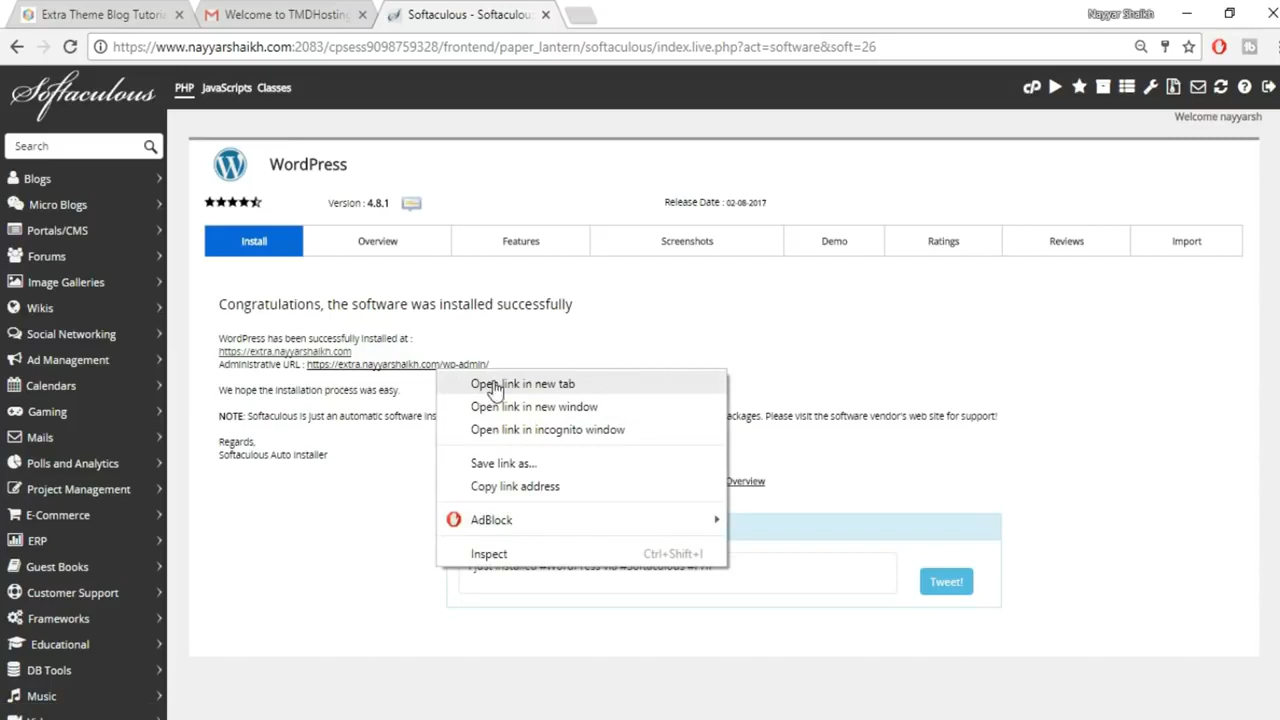 Extra Theme Blog Tutori
Welcome to TMDHosting
Softaculous - Softaculou
Nayyar Shaikh
https://www.nayyarshaikh.com:2083/cpsess9098759328/frontend/paper_lantern/softaculous/index.live.php?act=software&soft=26
Softaculous
PHP JavaScripts Classes
Welcome nayyarsh
Search
Blogs
Micro Blogs
Portals/CMS
Forums
Image Galleries
Wikis
Social Networking
Ad Management
Calendars
Gaming
Mails
Polls and Analytics
Project Management
E-Commerce
ERP
Guest Books
Customer Support
Frameworks
Educational
DB Tools
Music
WordPress
Version : 4.8.1
Release Date : 02-08-2017
Install Overview Features Screenshots Demo Ratings Reviews Import
Congratulations, the software was installed successfully
WordPress has been successfully installed at :
https://extra.nayyarshaikh.com
Administrative URL : https://extra.nayyarshaikh.com/wp-admin/
We hope the installation process was easy.
NOTE: Softaculous is just an automatic software ins
ackages. Please visit the software vendor's web site for support!
Regards,
Softaculous Auto Installer
Overview
Open link in new tab
Open link in new window
Open link in incognito window
Save link as...
Copy link address
AdBlock
Inspect Ctrl+Shift+I
I just installed #WordPress via #Softaculous #PHP
Tweet!